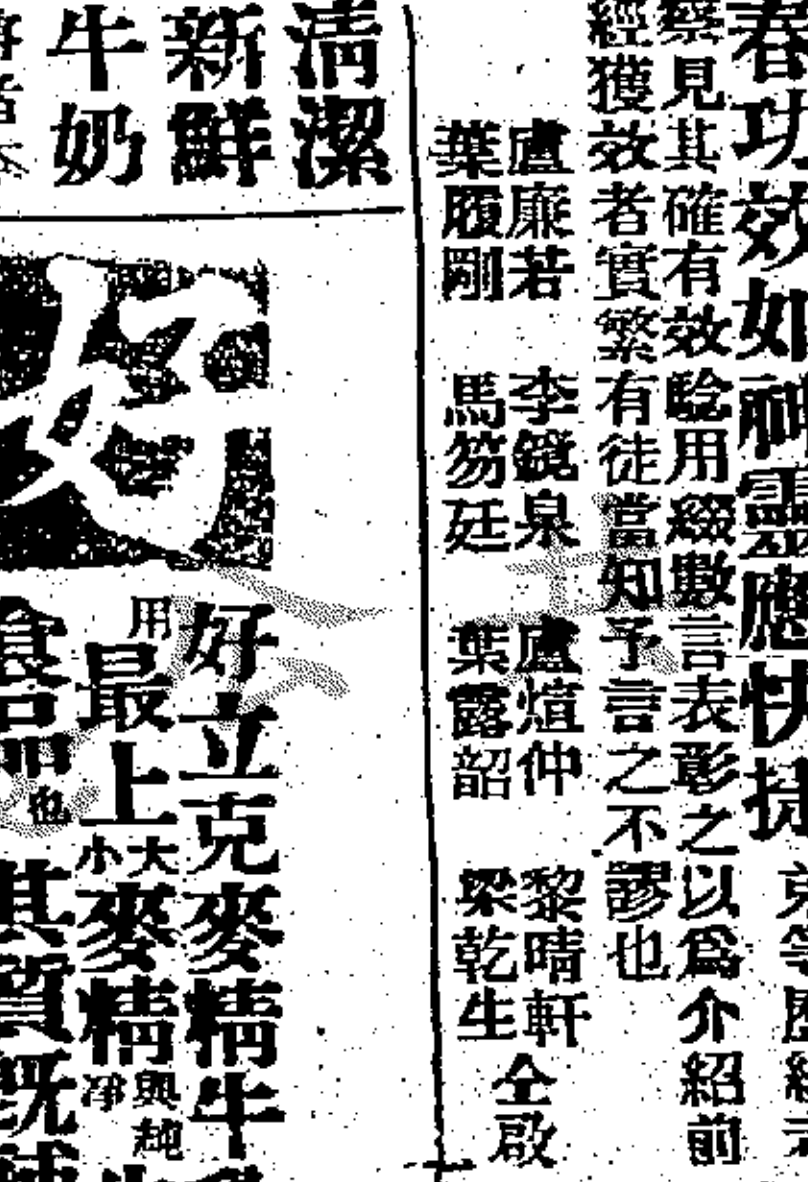 春功效如神靈應快捷
察見其確有效驗用綴數言表彰之以爲介紹前
經獲效者實繁有徒當知予言之不謬也
盧廉若 李鏡泉 盧煊仲 黎晴軒
葉履剛 馬笏廷 葉露韶 梁乾生
仝啟
清潔
新鮮
牛奶
好
好立克麥精牛
用最上大小麥精與純淨
食品也其質既